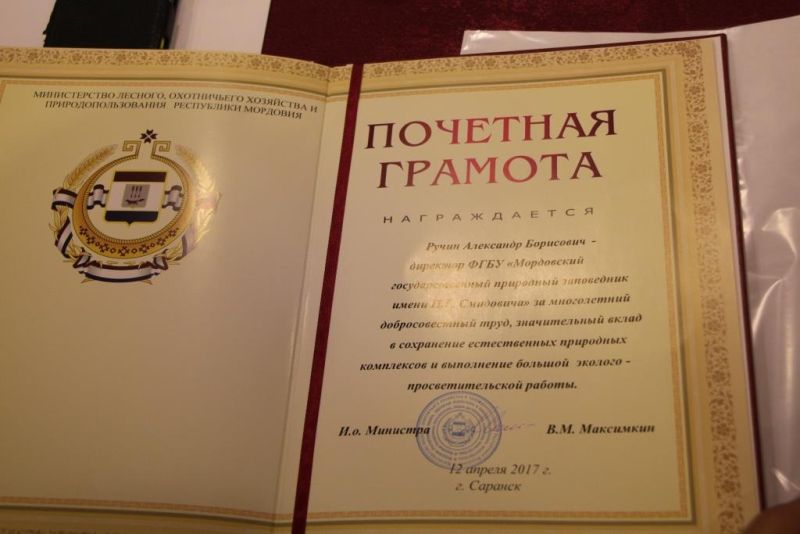 МИНИСТЕРСТВО ЛЕСНОГО, ОХОТНИЧЬЕГО ХОЗЯЙСТВА И
ПРИРОДОПОЛЬЗОВАНИЯ РЕСПУБЛИКИ МОРДОВИЯ
ПОЧЕТНАЯ
ГРАМОТА
НАГРАЖДАЕТСЯ
Ручин Александр Борисович -
директор ФГБУ «Мордовский
государственный природный заповедник
имени П.Г. Смидовича» за многолетний
добросовестный труд, значительный вклад
в сохранение естественных природных
комплексов и выполнение большой эколого -
просветительской работы.
И.о. Министра В.М. Максимкин
12 апреля 2017 г.
г. Саранск